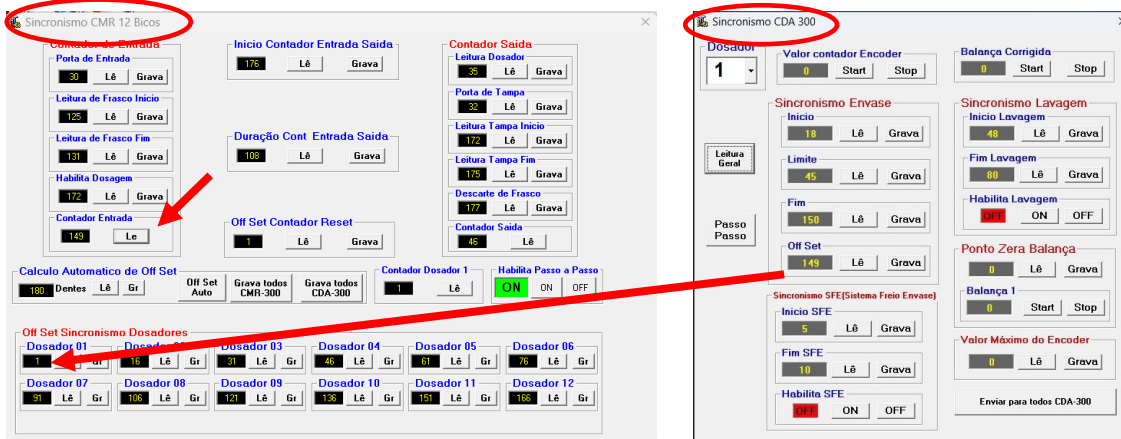 Sincronismo CMR 12 Bicos
Contador de Entrada
Porta de Entrada
30 Lê Grava
Leitura de Frasco Inicio
125 Lê Grava
Leitura de Frasco Fim
131 Lê Grava
Habilita Dosagem
172 Lê Grava
Contador Entrada
149 Le
Inicio Contador Entrada Saida
176 Lê Grava
Duração Cont Entrada Saida
108 Lê Grava
Off Set Contador Reset
1 Lê Grava
Contador Saida
Leitura Dosador
35 Lê Grava
Porta de Tampa
32 Lê Grava
Leitura Tampa Inicio
172 Lê Grava
Leitura Tampa Fim
175 Lê Grava
Descarte de Frasco
177 Lê Grava
Contador Saida
46 Lê
Calculo Automatico de Off Set
180 Dentes Lê Gr
Off Set
Auto
Grava todos
CMR-300
Grava todos
CDA-300
Contador Dosador 1
1 Lê
Habilita Passo a Passo
ON ON OFF
Off Set Sincronismo Dosadores
Dosador 01
1 Gr
Dosador
16 Lê Gr
Dosador 03
31 Lê Gr
Dosador 04
46 Lê Gr
Dosador 05
61 Lê Gr
Dosador 06
76 Lê Gr
Dosador 07
91 Lê Gr
Dosador 08
106 Lê Gr
Dosador 09
121 Lê Gr
Dosador 10
136 Lê Gr
Dosador 11
151 Lê Gr
Dosador 12
166 Lê Gr
Sincronismo CDA 300
Dosador
1
Leitura
Geral
Passo
Passo
Valor contador Encoder
0 Start Stop
Sincronismo Envase
Inicio
18 Lê Grava
Limite
45 Lê Grava
Fim
150 Lê Grava
Off Set
149 Lê Grava
Sincronismo SFE(Sistema Freio Envase)
Inicio SFE
5 Lê Grava
Fim SFE
10 Lê Grava
Habilita SFE
OFF ON OFF
Balança Corrigida
0 Start Stop
Sincronismo Lavagem
Inicio Lavagem
48 Lê Grava
Fim Lavagem
80 Lê Grava
Habilita Lavagem
OFF ON OFF
Ponto Zera Balança
0 Lê Grava
Balança 1
0 Start Stop
Valor Máximo do Encoder
0 Lê Grava
Enviar para todos CDA-300